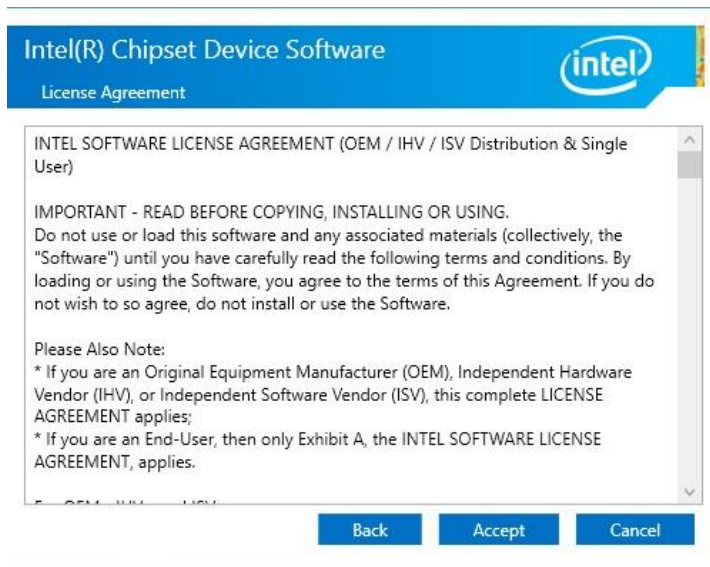 Intel(R) Chipset Device Software
intel
License Agreement
INTEL SOFTWARE LICENSE AGREEMENT (OEM / IHV / ISV Distribution & Single
User)
IMPORTANT - READ BEFORE COPYING, INSTALLING OR USING.
Do not use or load this software and any associated materials (collectively, the
"Software") until you have carefully read the following terms and conditions. By
loading or using the Software, you agree to the terms of this Agreement. If you do
not wish to so agree, do not install or use the Software.
Please Also Note:
* If you are an Original Equipment Manufacturer (OEM), Independent Hardware
Vendor (IHV), or Independent Software Vendor (ISV), this complete LICENSE
AGREEMENT applies;
* If you are an End-User, then only Exhibit A, the INTEL SOFTWARE LICENSE
AGREEMENT, applies.
Back Accept Cancel